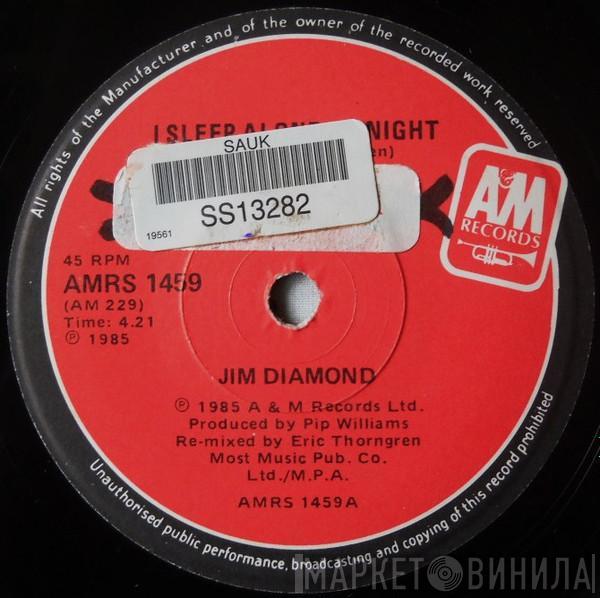 All rights of the Manufacturer and of the owner of the recorded work reserved
I SLEEP ALONE NIGHT
SAUK
SS13282
19561
A&M
RECORDS
45 RPM
AMRS 1459
(AM 229)
Time: 4.21
℗ 1985
JIM DIAMOND
℗ 1985 A & M Records Ltd.
Produced by Pip Williams
Re-mixed by Eric Thorngren
Most Music Pub. Co.
Ltd./M.P.A.
AMRS 1459A
Unauthorised public performance, broadcasting and copying of this record prohibited
МАРКЕТ ВИНИЛА